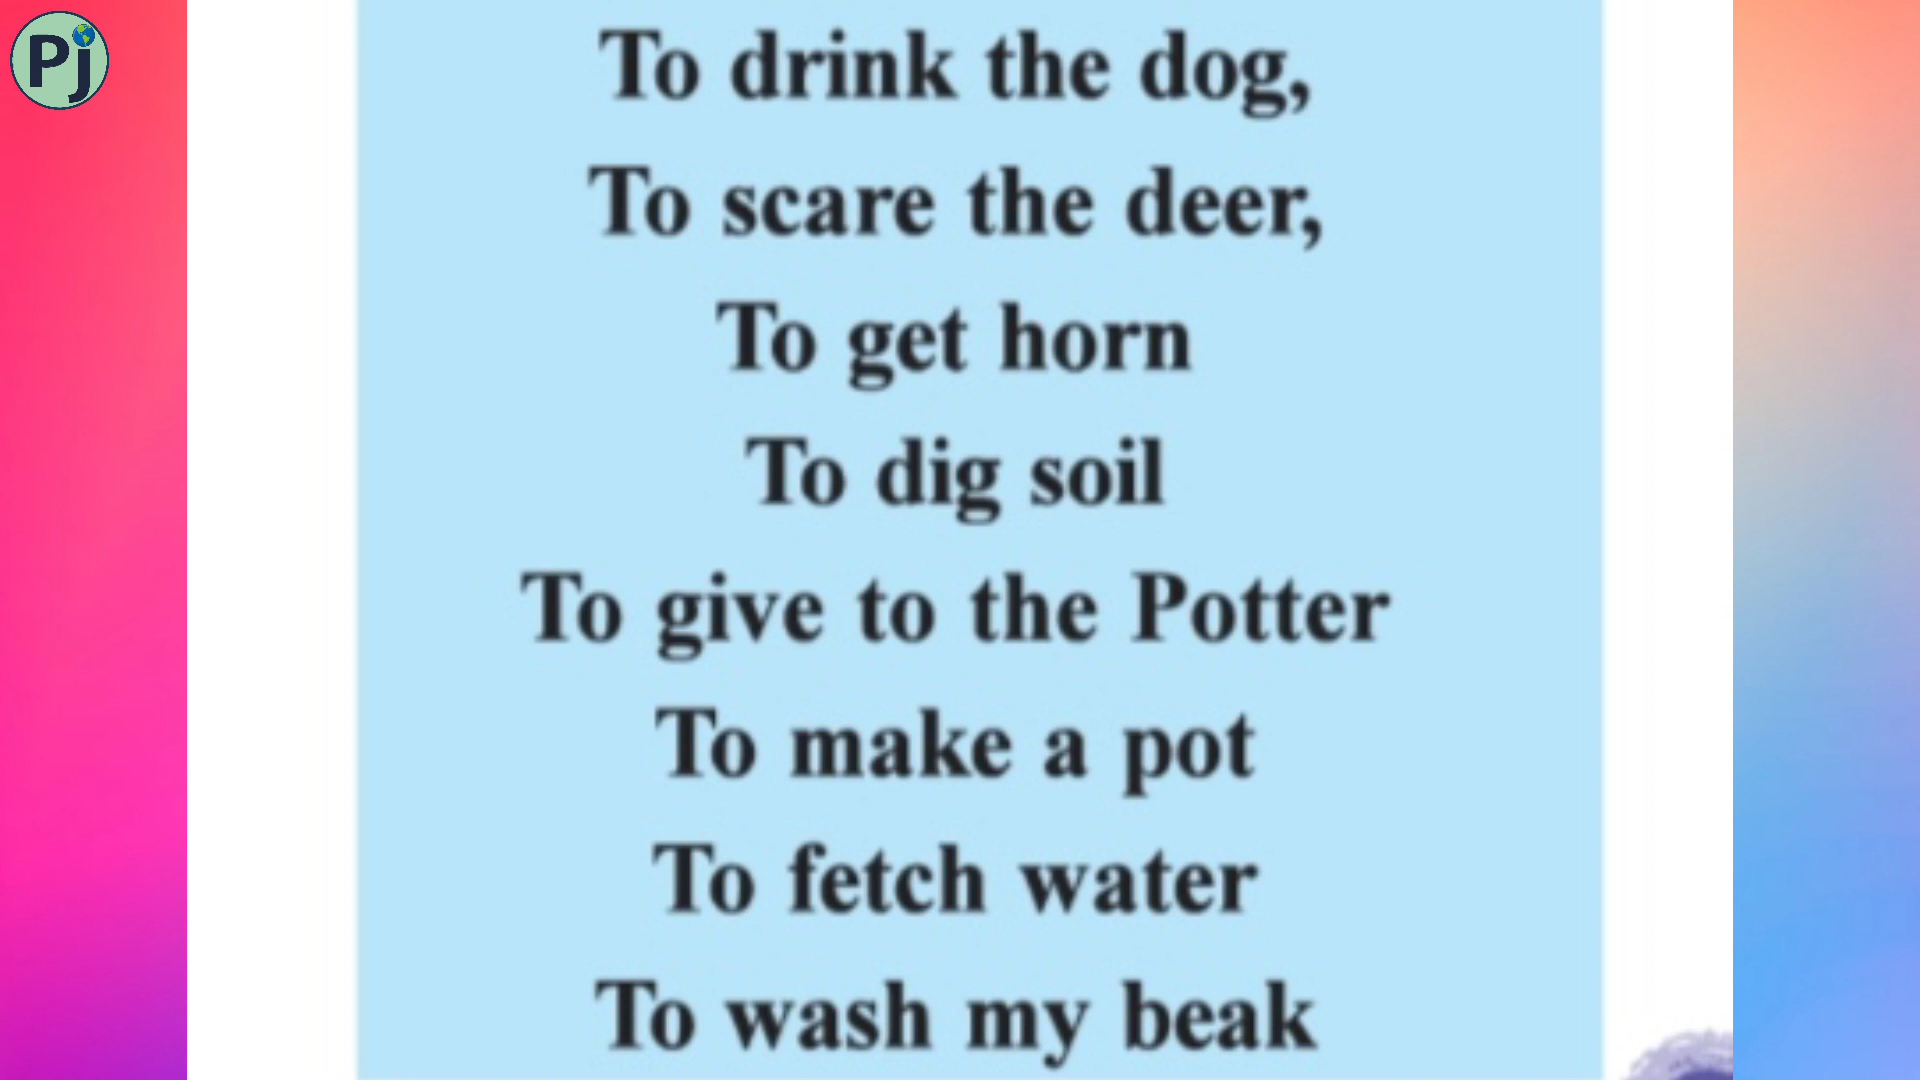 Pj
To drink the dog,
To scare the deer,
To get horn
To dig soil
To give to the Potter
To make a pot
To fetch water
To wash my beak